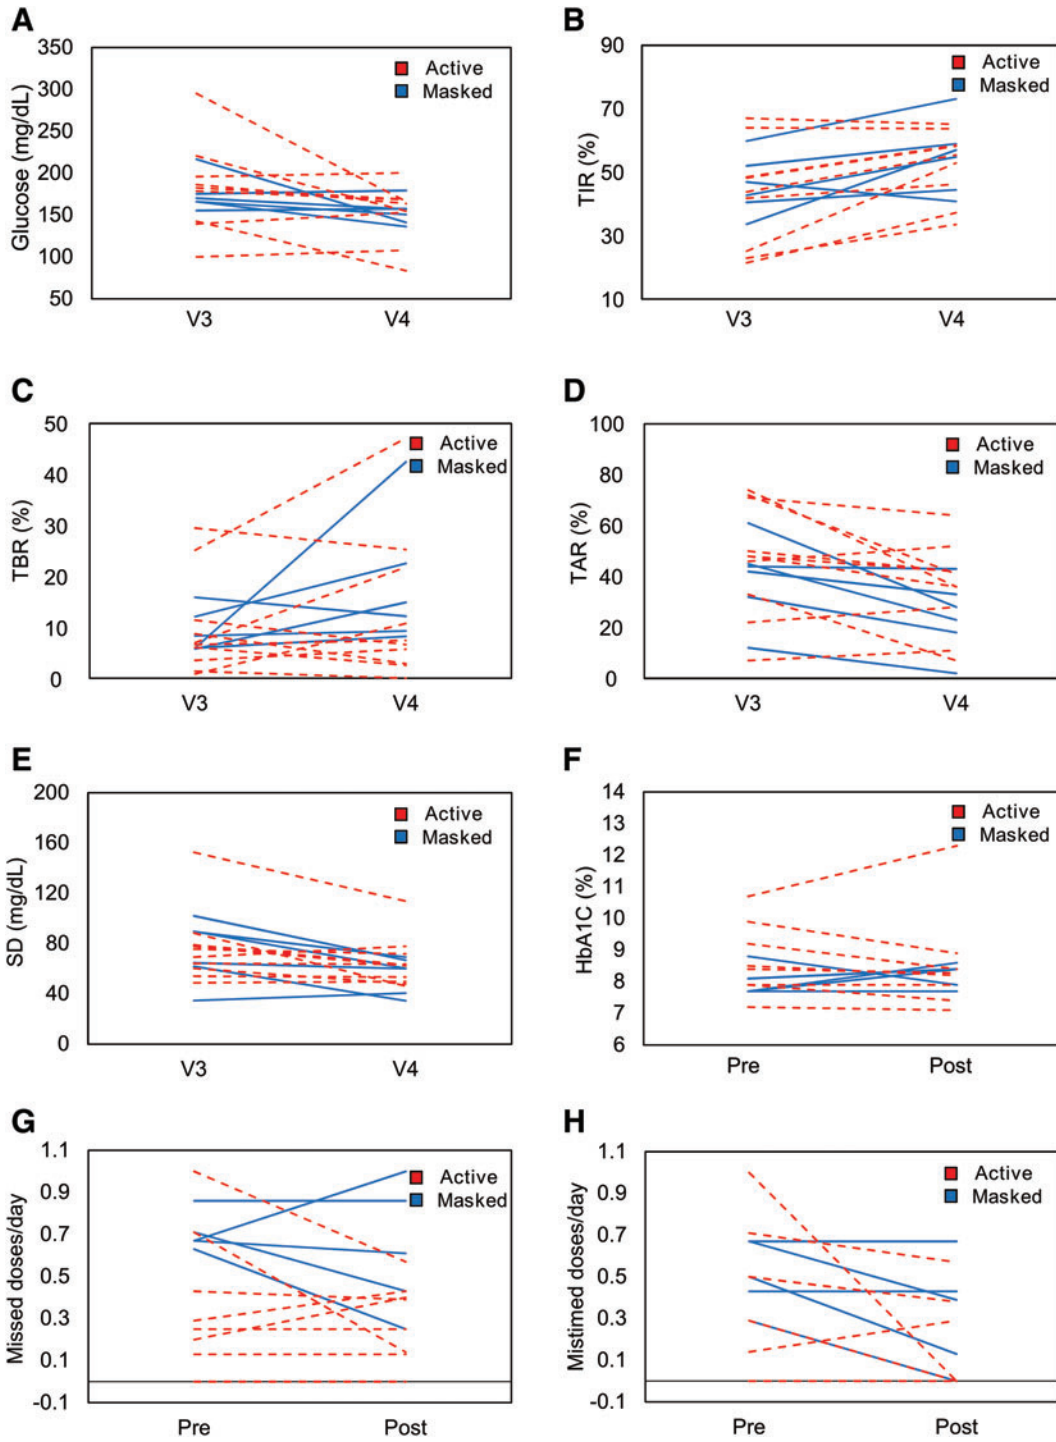 A
Glucose (mg/dL)
350
300
250
200
150
100
50
Active
Masked
V3 V4
B
TIR (%)
90
70
50
30
10
Active
Masked
V3 V4
C
TBR (%)
50
40
30
20
10
0
Active
Masked
V3 V4
D
TAR (%)
100
80
60
40
20
0
Active
Masked
V3 V4
E
SD (mg/dL)
200
160
120
80
40
0
Active
Masked
V3 V4
F
HbA1C (%)
14
13
12
11
10
9
8
7
6
Active
Masked
Pre Post
G
Missed doses/day
1.1
0.9
0.7
0.5
0.3
0.1
-0.1
Active
Masked
Pre Post
H
Mistimed doses/day
1.1
0.9
0.7
0.5
0.3
0.1
-0.1
Active
Masked
Pre Post